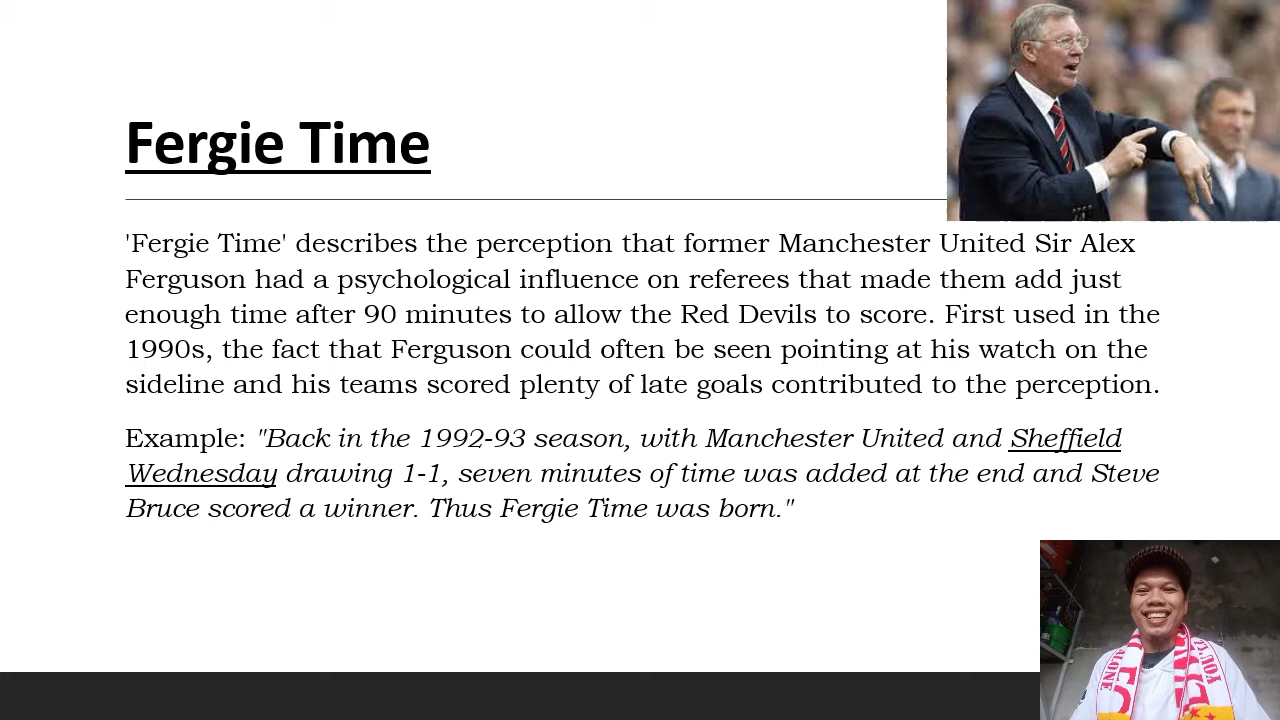 Fergie Time
'Fergie Time' describes the perception that former Manchester United Sir Alex
Ferguson had a psychological influence on referees that made them add just
enough time after 90 minutes to allow the Red Devils to score. First used in the
1990s, the fact that Ferguson could often be seen pointing at his watch on the
sideline and his teams scored plenty of late goals contributed to the perception.
Example: "Back in the 1992-93 season, with Manchester United and Sheffield
Wednesday drawing 1-1, seven minutes of time was added at the end and Steve
Bruce scored a winner. Thus Fergie Time was born."
ALONE